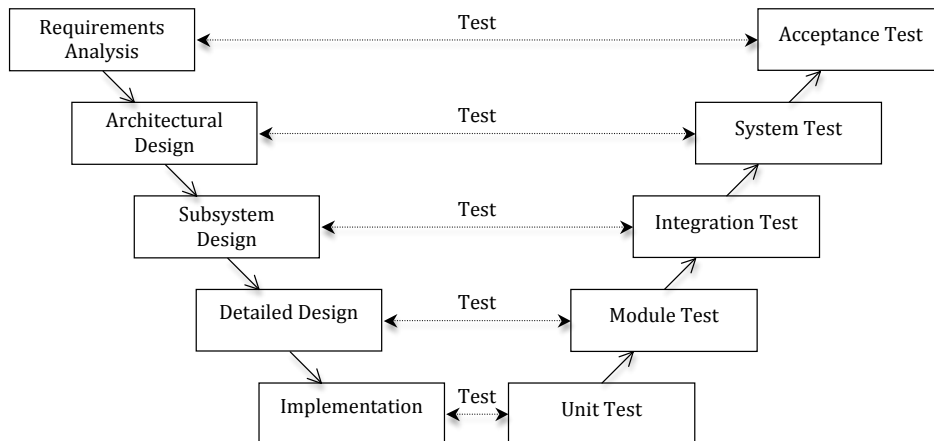 Requirements
Analysis
Test
Acceptance Test
Architectural
Design
Test
System Test
Subsystem
Design
Test
Integration Test
Detailed Design
Test
Module Test
Implementation
Test
Unit Test